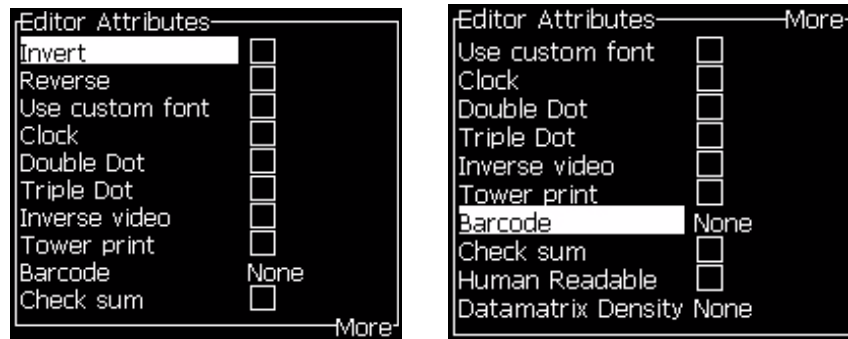 Editor Attributes
Invert
Reverse
Use custom font
Clock
Double Dot
Triple Dot
Inverse video
Tower print
Barcode None
Check sum
More
Editor Attributes More
Use custom font
Clock
Double Dot
Triple Dot
Inverse video
Tower print
Barcode None
Check sum
Human Readable
Datamatrix Density None